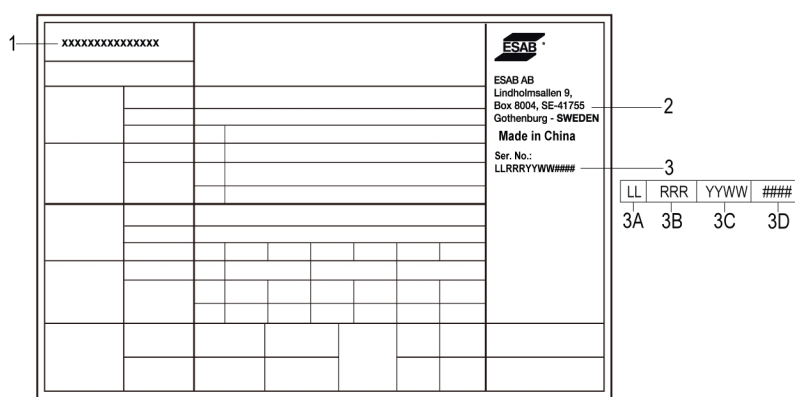 1
xxxxxxxxxxxxxxx
ESAB
ESAB AB
Lindholmsallen 9,
Box 8004, SE-41755
Gothenburg - SWEDEN
2
Made in China
Ser. No.:
LLRRRYYWW####
3
LL RRR YYWW ####
3A 3B 3C 3D